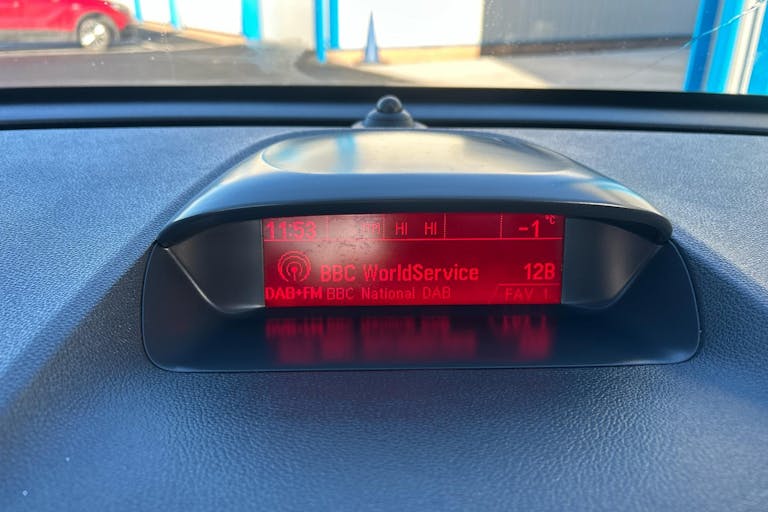 11:53 HI HI -1 °C
BBC WorldService 12B
DAB+FM BBC National DAB FAV 1